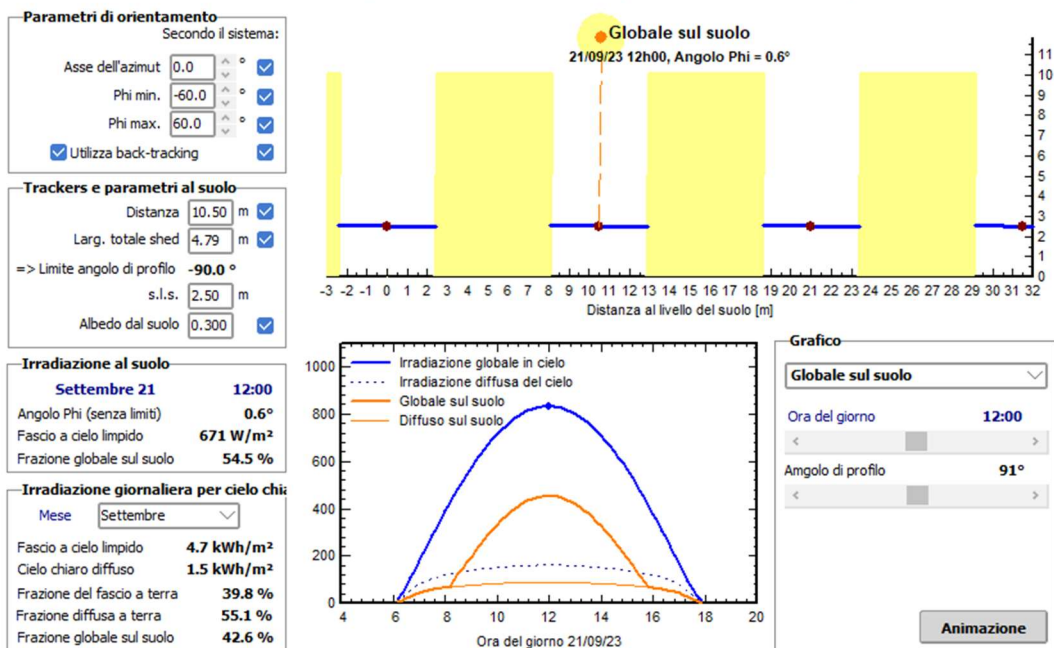 Parametri di orientamento
Secondo il sistema:
Asse dell'azimut 0.0 °
Phi min. -60.0 °
Phi max. 60.0 °
Utilizza back-tracking
Trackers e parametri al suolo
Distanza 10.50 m
Larg. totale shed 4.79 m
=> Limite angolo di profilo -90.0 °
s.l.s. 2.50 m
Albedo dal suolo 0.300
Irradiazione al suolo
Settembre 21 12:00
Angolo Phi (senza limiti) 0.6°
Fascio a cielo limpido 671 W/m²
Frazione globale sul suolo 54.5 %
Irradiazione giornaliera per cielo chia
Mese Settembre
Fascio a cielo limpido 4.7 kWh/m²
Cielo chiaro diffuso 1.5 kWh/m²
Frazione del fascio a terra 39.8 %
Frazione diffusa a terra 55.1 %
Frazione globale sul suolo 42.6 %
Globale sul suolo
21/09/23 12h00, Angolo Phi = 0.6°
11
10
9
8
7
6
5
4
3
2
1
0
-3 -2 -1 0 1 2 3 4 5 6 7 8 9 10 11 12 13 14 15 16 17 18 19 20 21 22 23 24 25 26 27 28 29 30 31 32
Distanza al livello del suolo [m]
Irradiazione globale in cielo
Irradiazione diffusa del cielo
Globale sul suolo
Diffuso sul suolo
1000
800
600
400
200
0
4 6 8 10 12 14 16 18 20
Ora del giorno 21/09/23
Grafico
Globale sul suolo
Ora del giorno 12:00
Amgolo di profilo 91°
Animazione